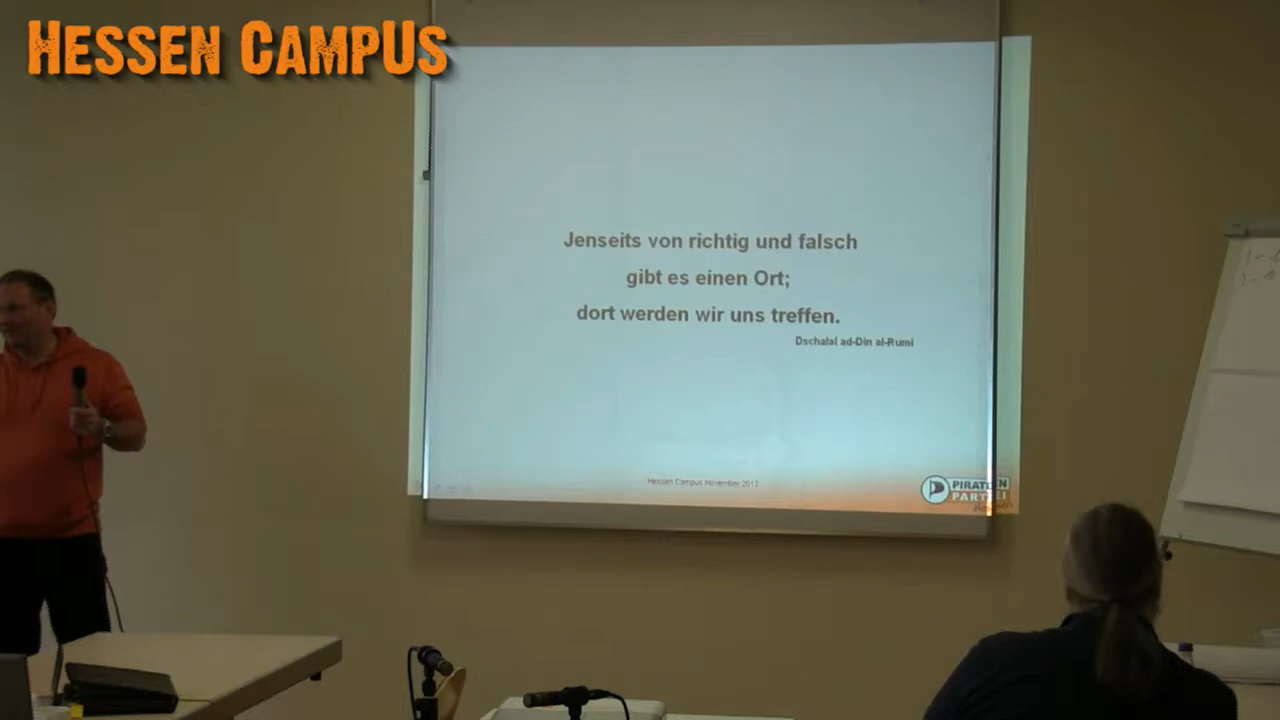 HESSEN CAMPUS
Jenseits von richtig und falsch
gibt es einen Ort;
dort werden wir uns treffen.
Dschalal ad-Din al-Rumi
Hessen Campus November 2013
PIRATEN
PARTEI
Hessen